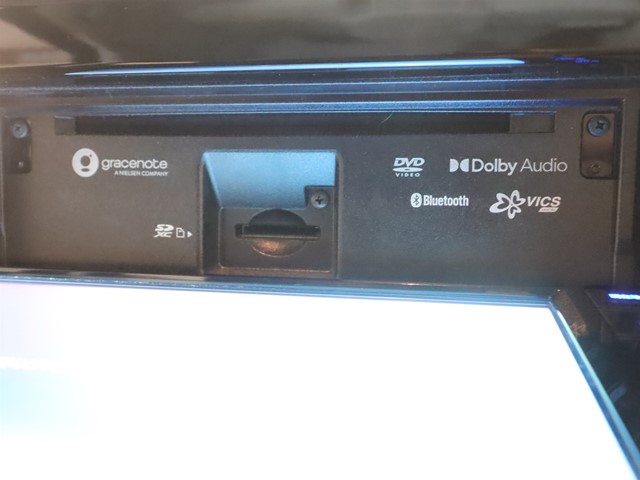 gracenote
A NIELSEN COMPANY
DVD
VIDEO
Dolby Audio
Bluetooth
VICS
SD
XC